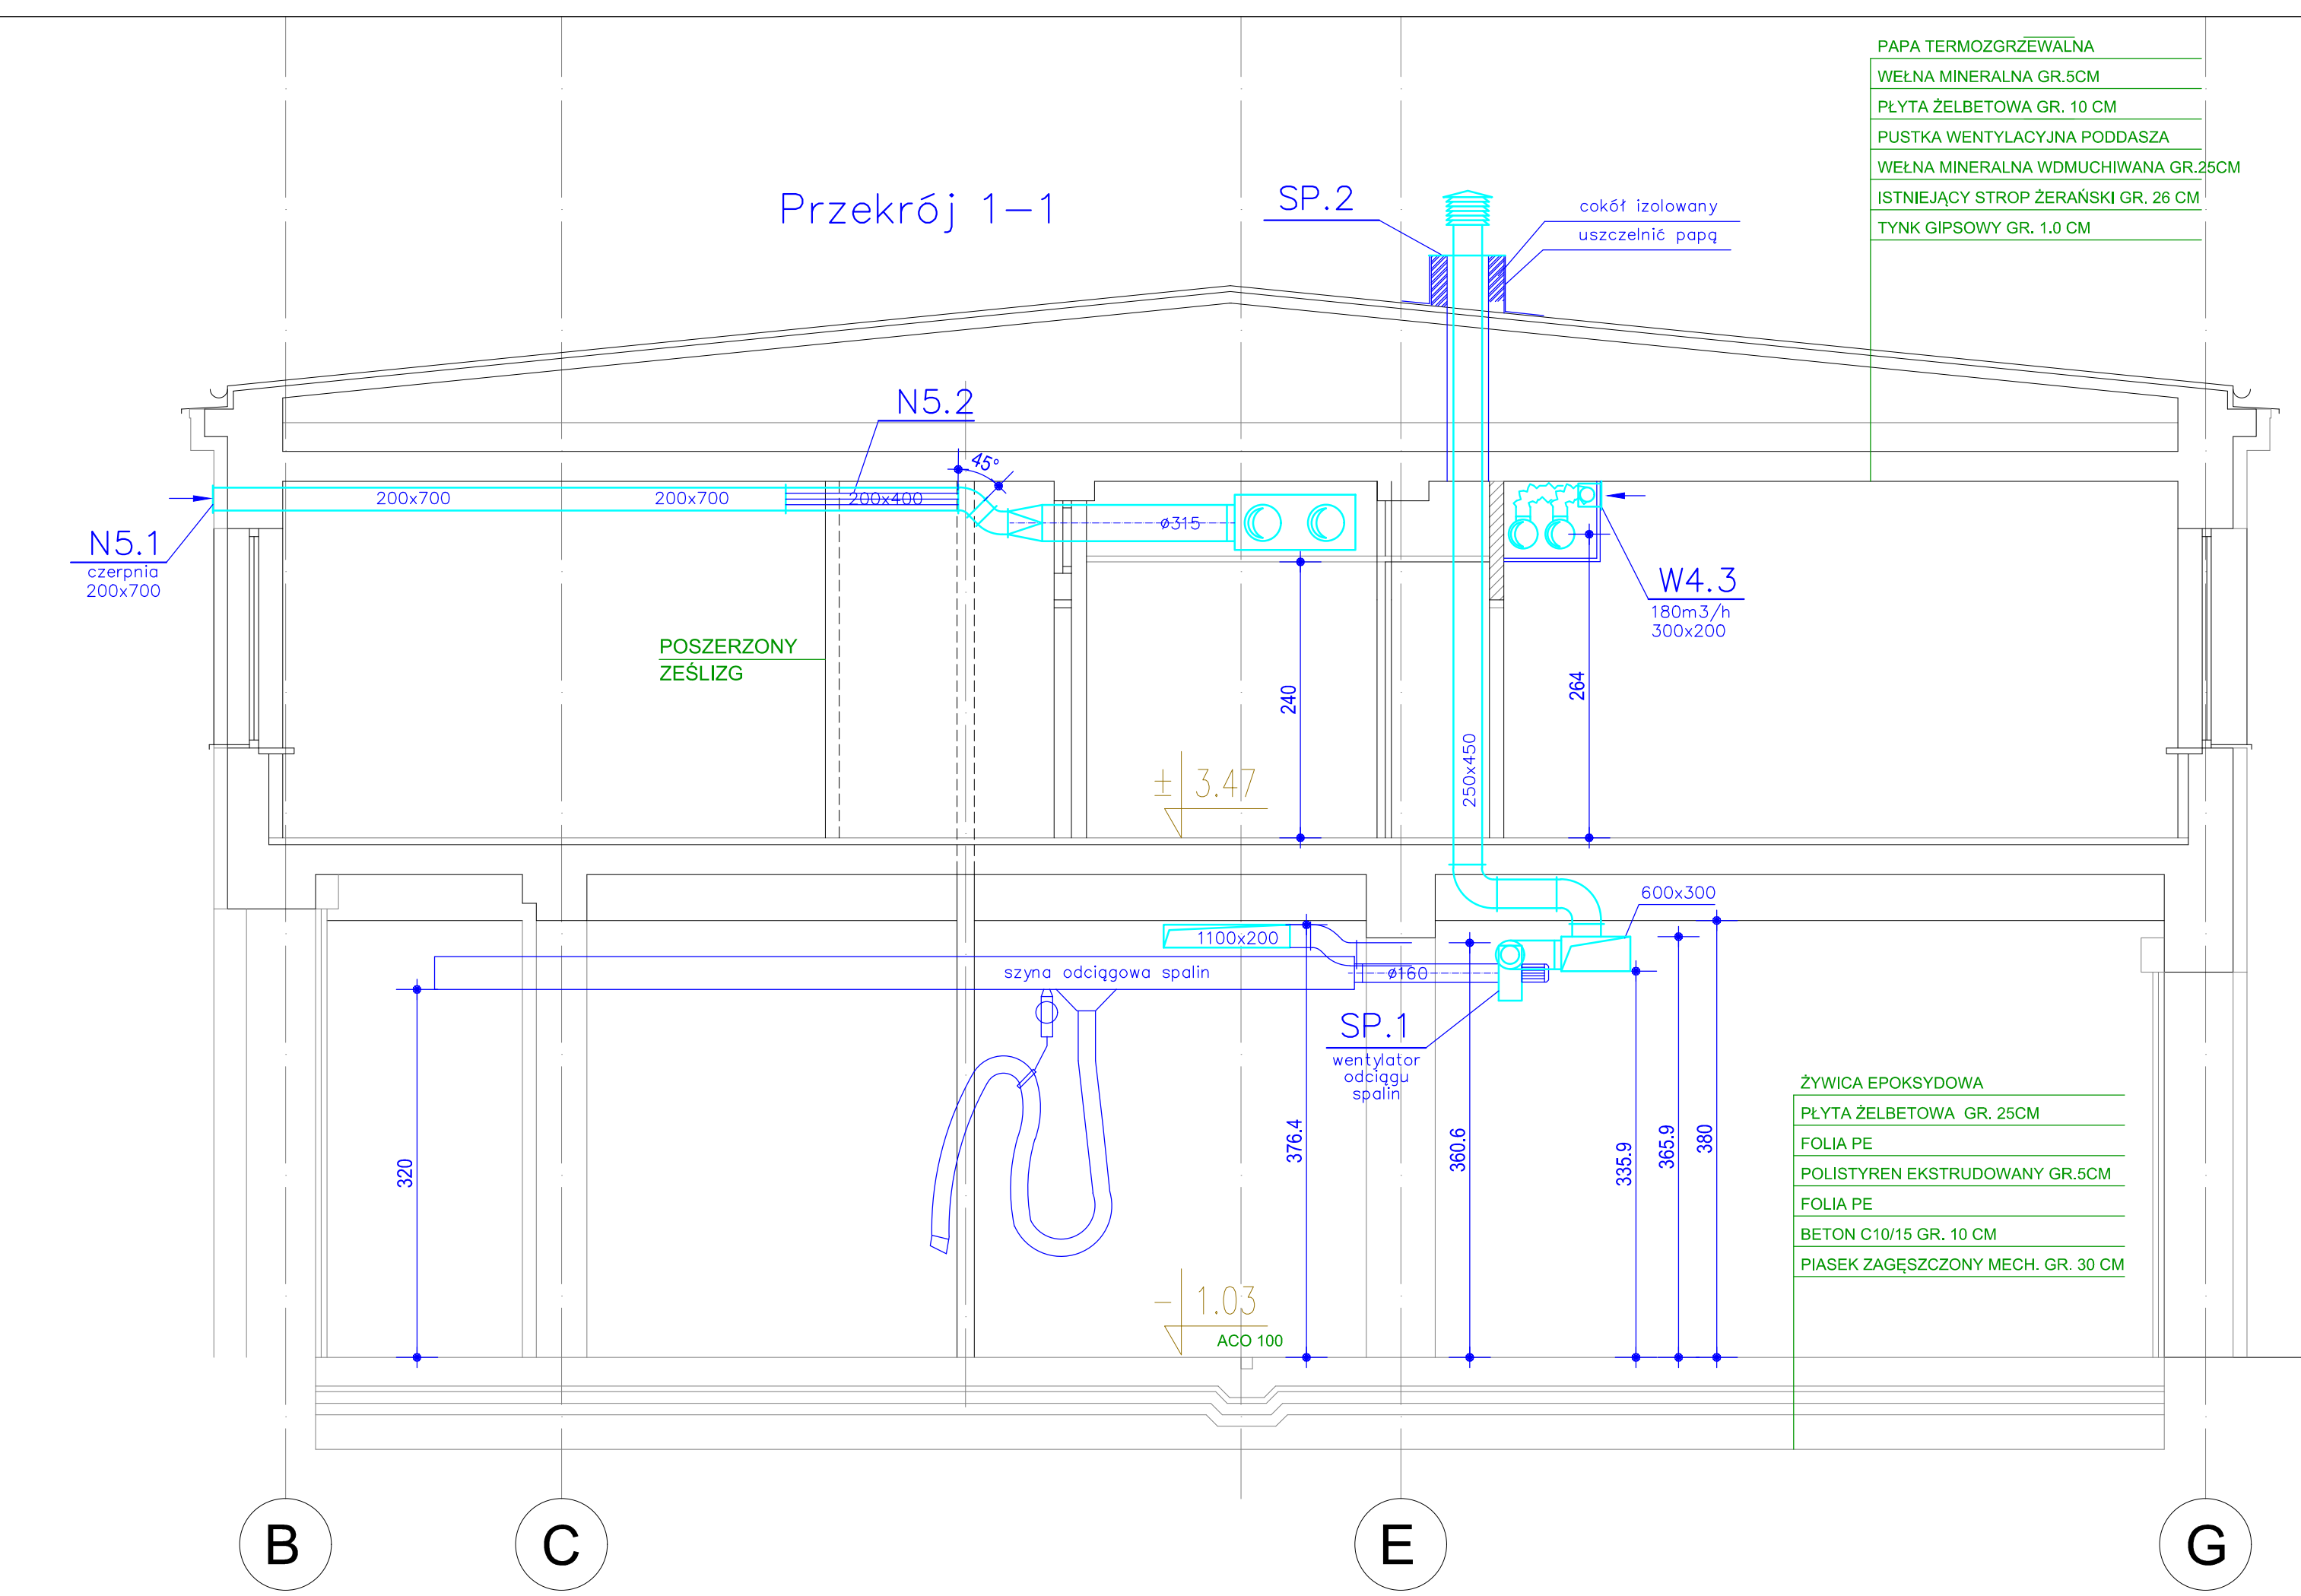 PAPA TERMOZGRZEWALNA
WEŁNA MINERALNA GR.5CM
PŁYTA ŻELBETOWA GR. 10 CM
PUSTKA WENTYLACYJNA PODDASZA
WEŁNA MINERALNA WDMUCHIWANA GR.25CM
ISTNIEJĄCY STROP ŻERAŃSKI GR. 26 CM
TYNK GIPSOWY GR. 1.0 CM
Przekrój 1-1
SP.2
cokół izolowany
uszczelnić papą
N5.2
45°
200x700
200x700
200x400
ø315
N5.1
czerpnia
200x700
W4.3
180m3/h
300x200
POSZERZONY
ZEŚLIZG
240
264
250x450
± 3.47
600x300
1100x200
szyna odciągowa spalin
ø160
SP.1
wentylator
odciągu
spalin
320
376.4
360.6
335.9
365.9
380
ŻYWICA EPOKSYDOWA
PŁYTA ŻELBETOWA GR. 25CM
FOLIA PE
POLISTYREN EKSTRUDOWANY GR.5CM
FOLIA PE
BETON C10/15 GR. 10 CM
PIASEK ZAGĘSZCZONY MECH. GR. 30 CM
- 1.03
ACO 100
B
C
E
G